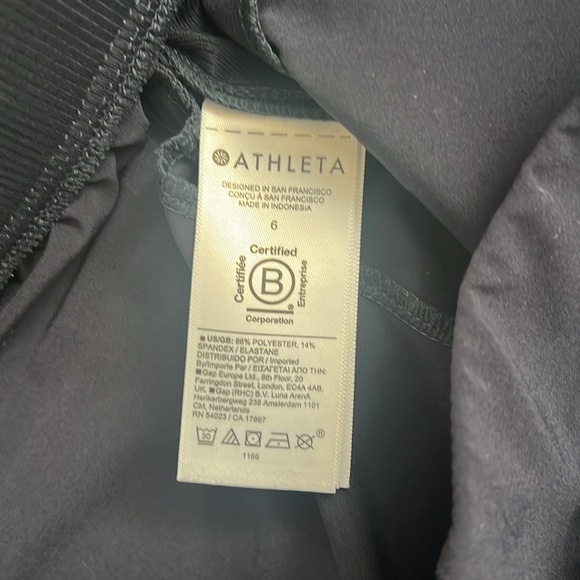 ATHLETA
DESIGNED IN SAN FRANCISCO
CONÇU À SAN FRANCISCO
MADE IN INDONESIA
6
Certified
Certifiée
B
Entreprise
Corporation
US/GB: 86% POLYESTER, 14%
SPANDEX / ELASTANE
DISTRIBUIDO POR / Imported
By/Importé Par / ΕΙΣΑΓΕΤΑΙ ΑΠΟ ΤΗΝ:
Gap Europe Ltd., 8th Floor, 20
Farringdon Street, London, EC4A 4AB,
UK. Gap (RHC) B.V. Luna ArenA
Herikerbergweg 238 Amsterdam 1101
CM, Netherlands
RN 54023 / CA 17897
30 ®
1166